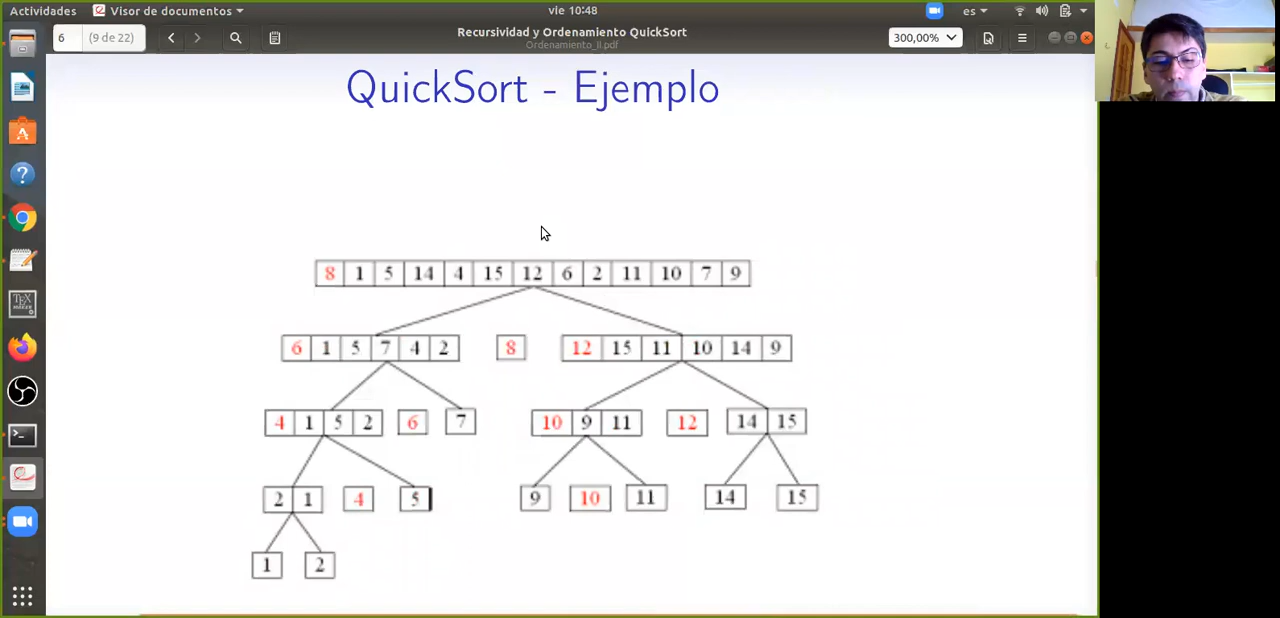 Actividades Visor de documentos vie 10:48 es
6 (9 de 22) Recursividad y Ordenamiento QuickSort 300,00%
Ordenamiento_II.pdf
QuickSort - Ejemplo
8 1 5 14 4 15 12 6 2 11 10 7 9
6 1 5 7 4 2 8 12 15 11 10 14 9
4 1 5 2 6 7 10 9 11 12 14 15
2 1 4 5 9 10 11 14 15
1 2